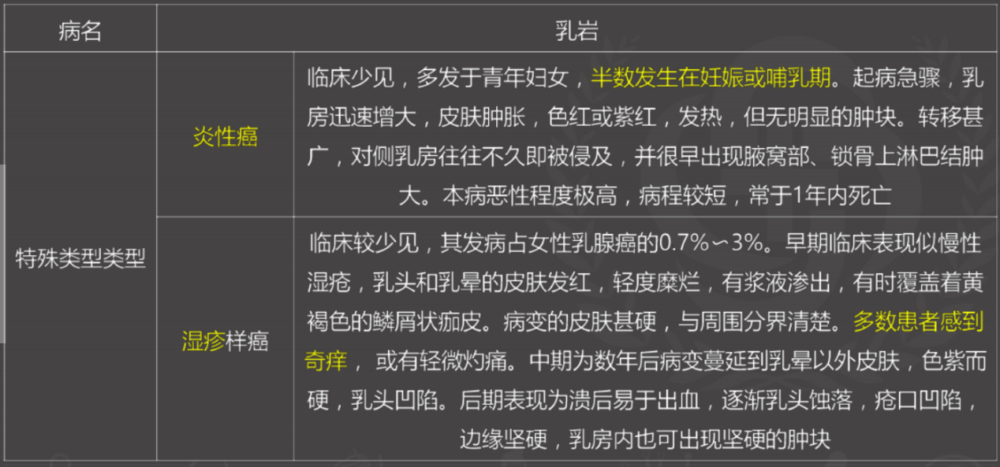 病名
乳岩
特殊类型类型
炎性癌
临床少见，多发于青年妇女，半数发生在妊娠或哺乳期。起病急骤，乳
房迅速增大，皮肤肿胀，色红或紫红，发热，但无明显的肿块。转移甚
广，对侧乳房往往不久即被侵及，并很早出现腋窝部、锁骨上淋巴结肿
大。本病恶性程度极高，病程较短，常于1年内死亡
湿疹样癌
临床较少见，其发病占女性乳腺癌的0.7%～3%。早期临床表现似慢性
湿疮，乳头和乳晕的皮肤发红，轻度糜烂，有浆液渗出，有时覆盖着黄
褐色的鳞屑状痂皮。病变的皮肤甚硬，与周围分界清楚。多数患者感到
奇痒， 或有轻微灼痛。中期为数年后病变蔓延到乳晕以外皮肤，色紫而
硬，乳头凹陷。后期表现为溃后易于出血，逐渐乳头蚀落，疮口凹陷，
边缘坚硬，乳房内也可出现坚硬的肿块